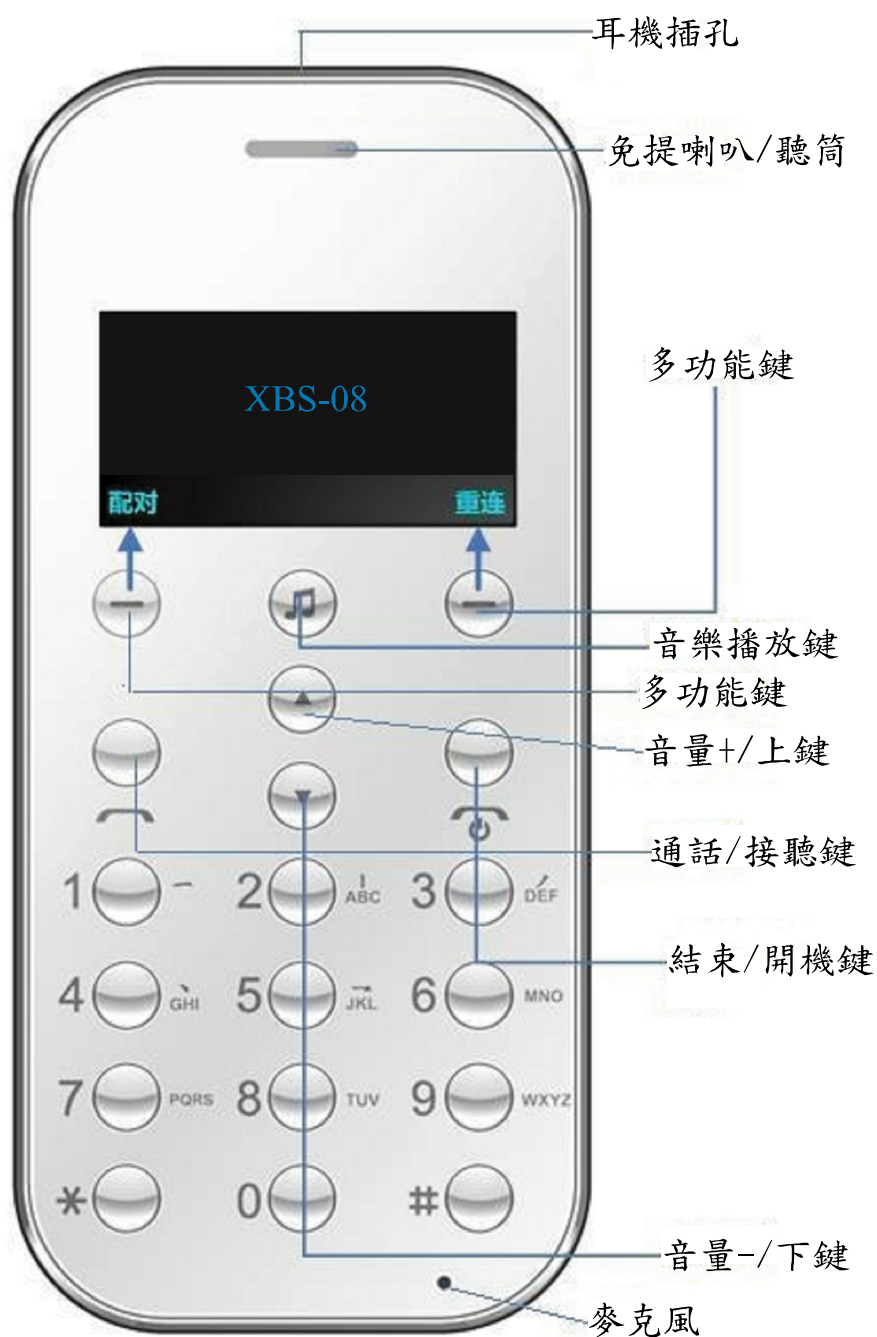 耳機插孔
免提喇叭/聽筒
多功能鍵
XBS-08
配对 重连
音樂播放鍵
多功能鍵
音量+/上鍵
通話/接聽鍵
1 2 ABC 3 DEF
結束/開機鍵
4 GHI 5 JKL 6 MNO
7 PQRS 8 TUV 9 WXYZ
* 0 #
音量-/下鍵
麥克風